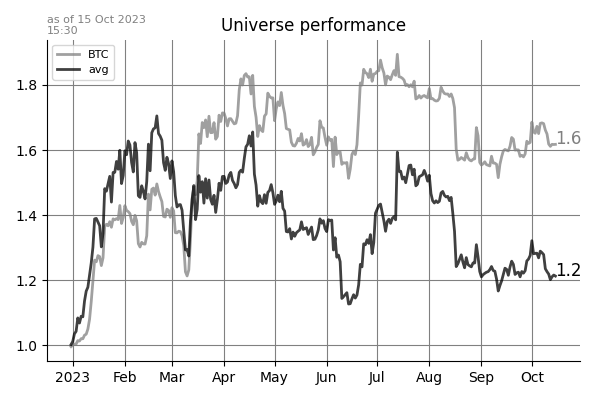 as of 15 Oct 2023
15:30
Universe performance
BTC
avg
1.8
1.6
1.4
1.2
1.0
1.6
1.2
2023 Feb Mar Apr May Jun Jul Aug Sep Oct